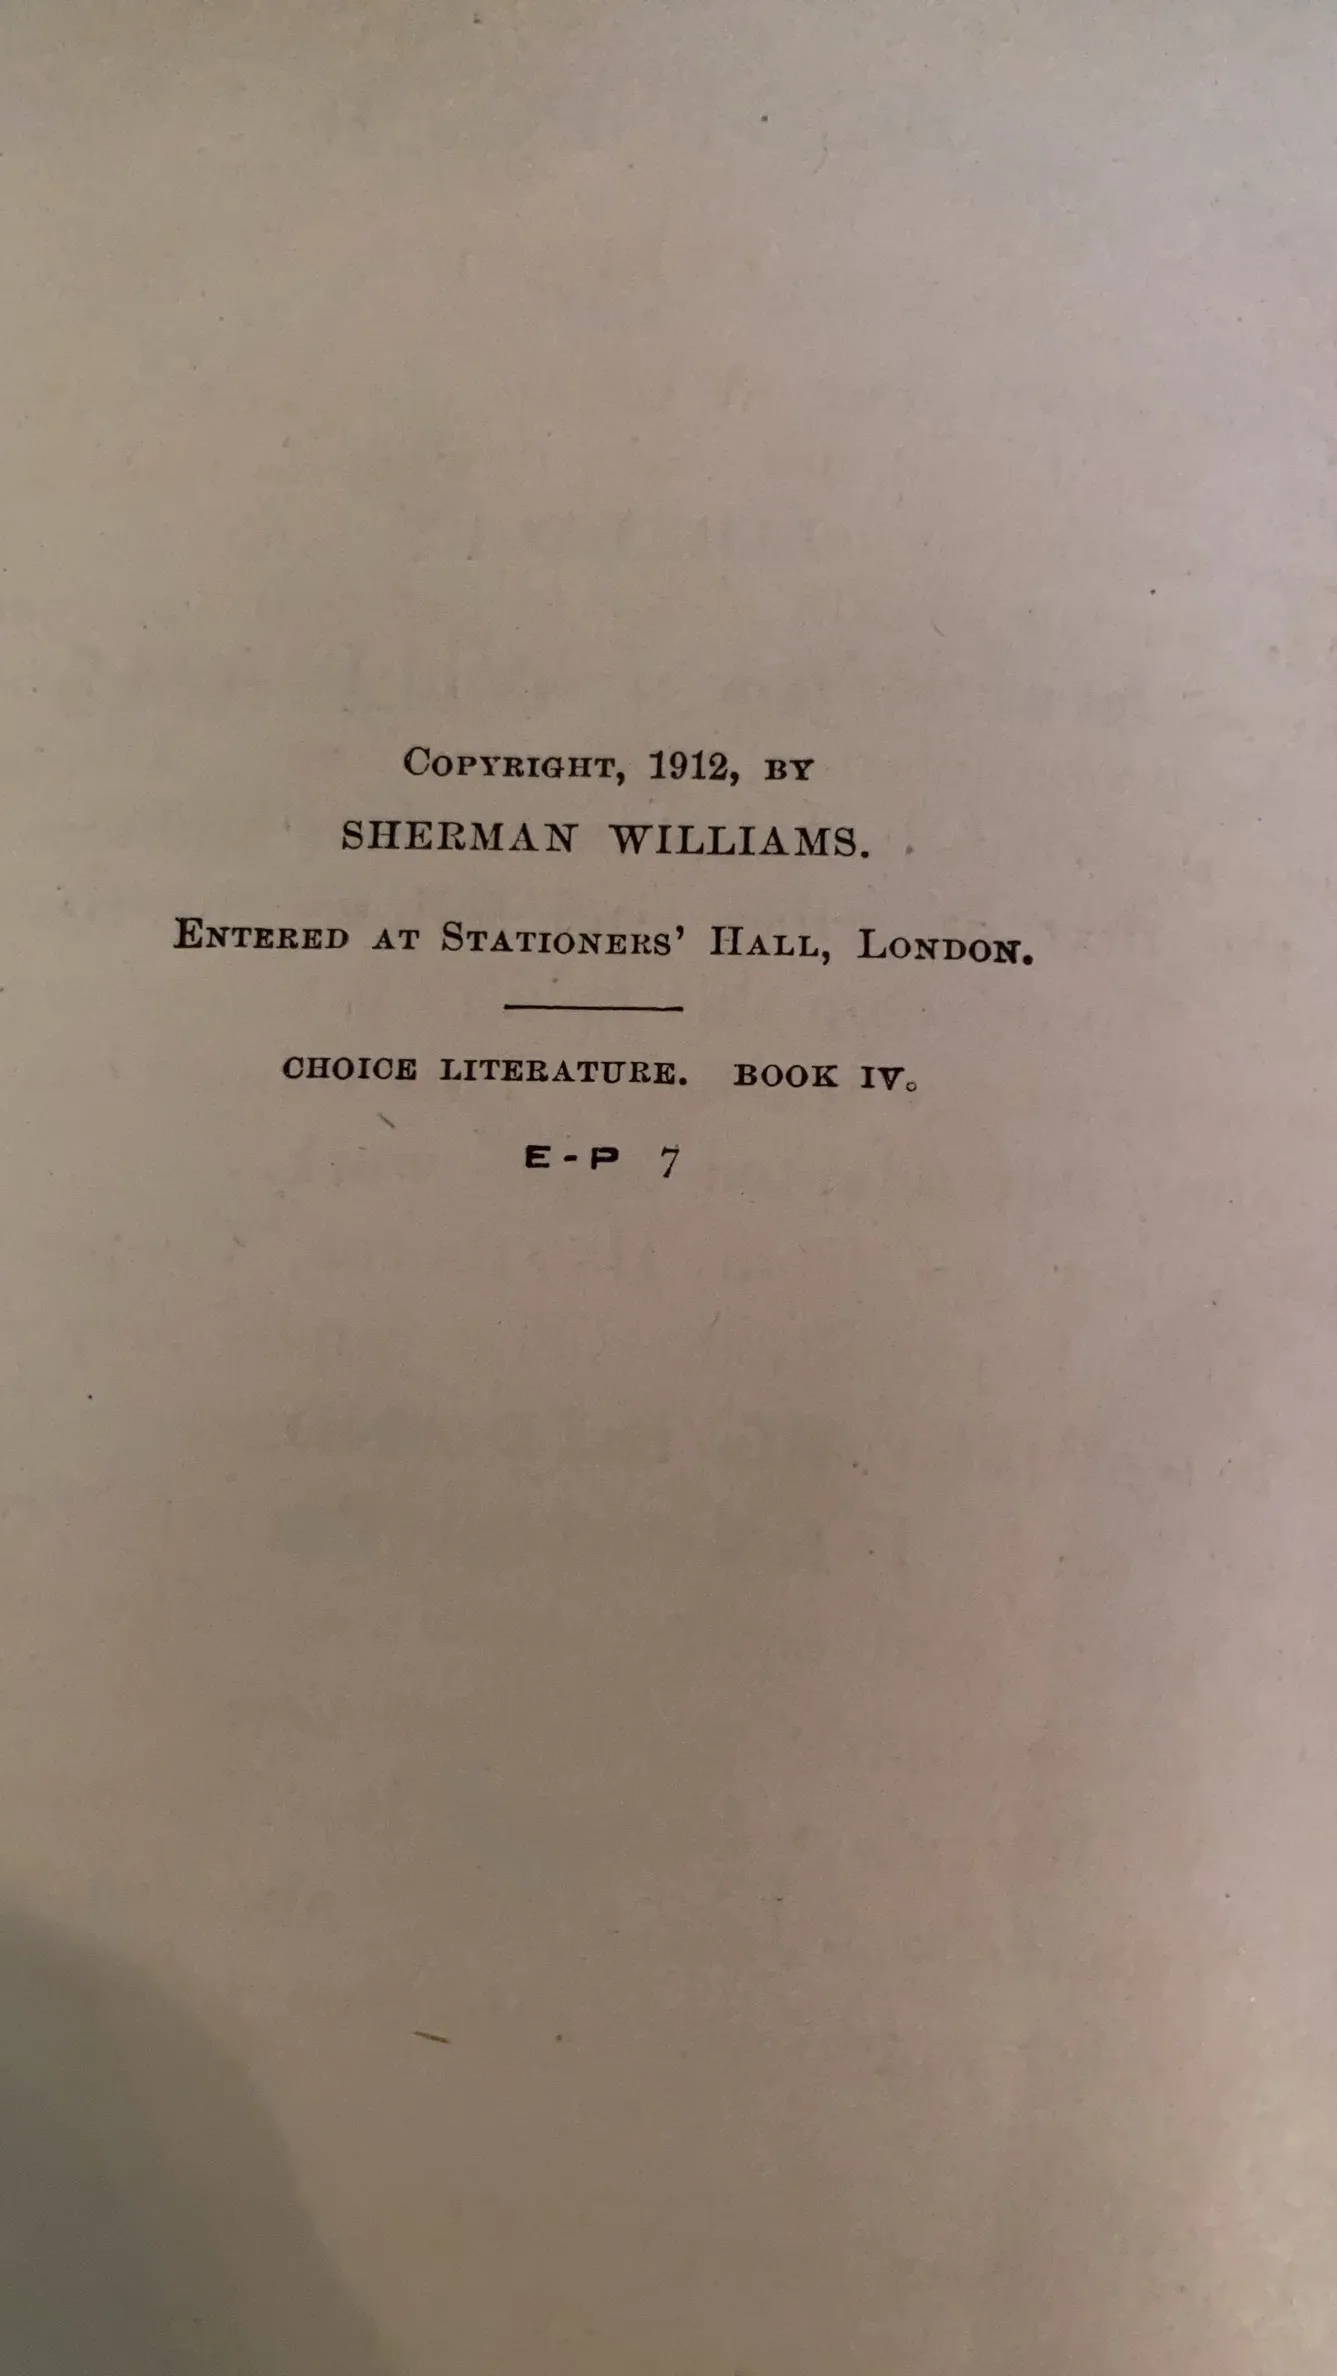 Copyright, 1912, by
SHERMAN WILLIAMS.
Entered at Stationers' Hall, London.
CHOICE LITERATURE. BOOK IV.
E-P 7